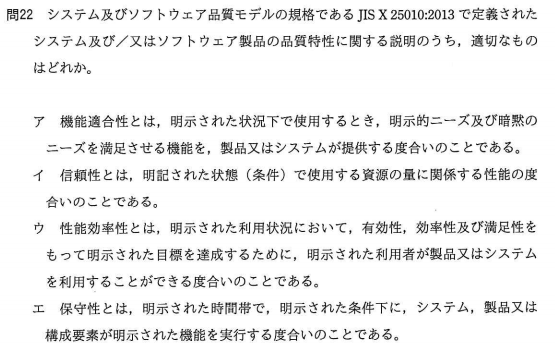 問22 システム及びソフトウェア品質モデルの規格である JIS X 25010:2013 で定義された
システム及び／又はソフトウェア製品の品質特性に関する説明のうち，適切なもの
はどれか。
ア 機能適合性とは，明示された状況下で使用するとき，明示的ニーズ及び暗黙の
ニーズを満足させる機能を，製品又はシステムが提供する度合いのことである。
イ 信頼性とは，明記された状態（条件）で使用する資源の量に関係する性能の度
合いのことである。
ウ 性能効率性とは，明示された利用状況において，有効性，効率性及び満足性を
もって明示された目標を達成するために，明示された利用者が製品又はシステム
を利用することができる度合いのことである。
エ 保守性とは，明示された時間帯で，明示された条件下に，システム，製品又は
構成要素が明示された機能を実行する度合いのことである。